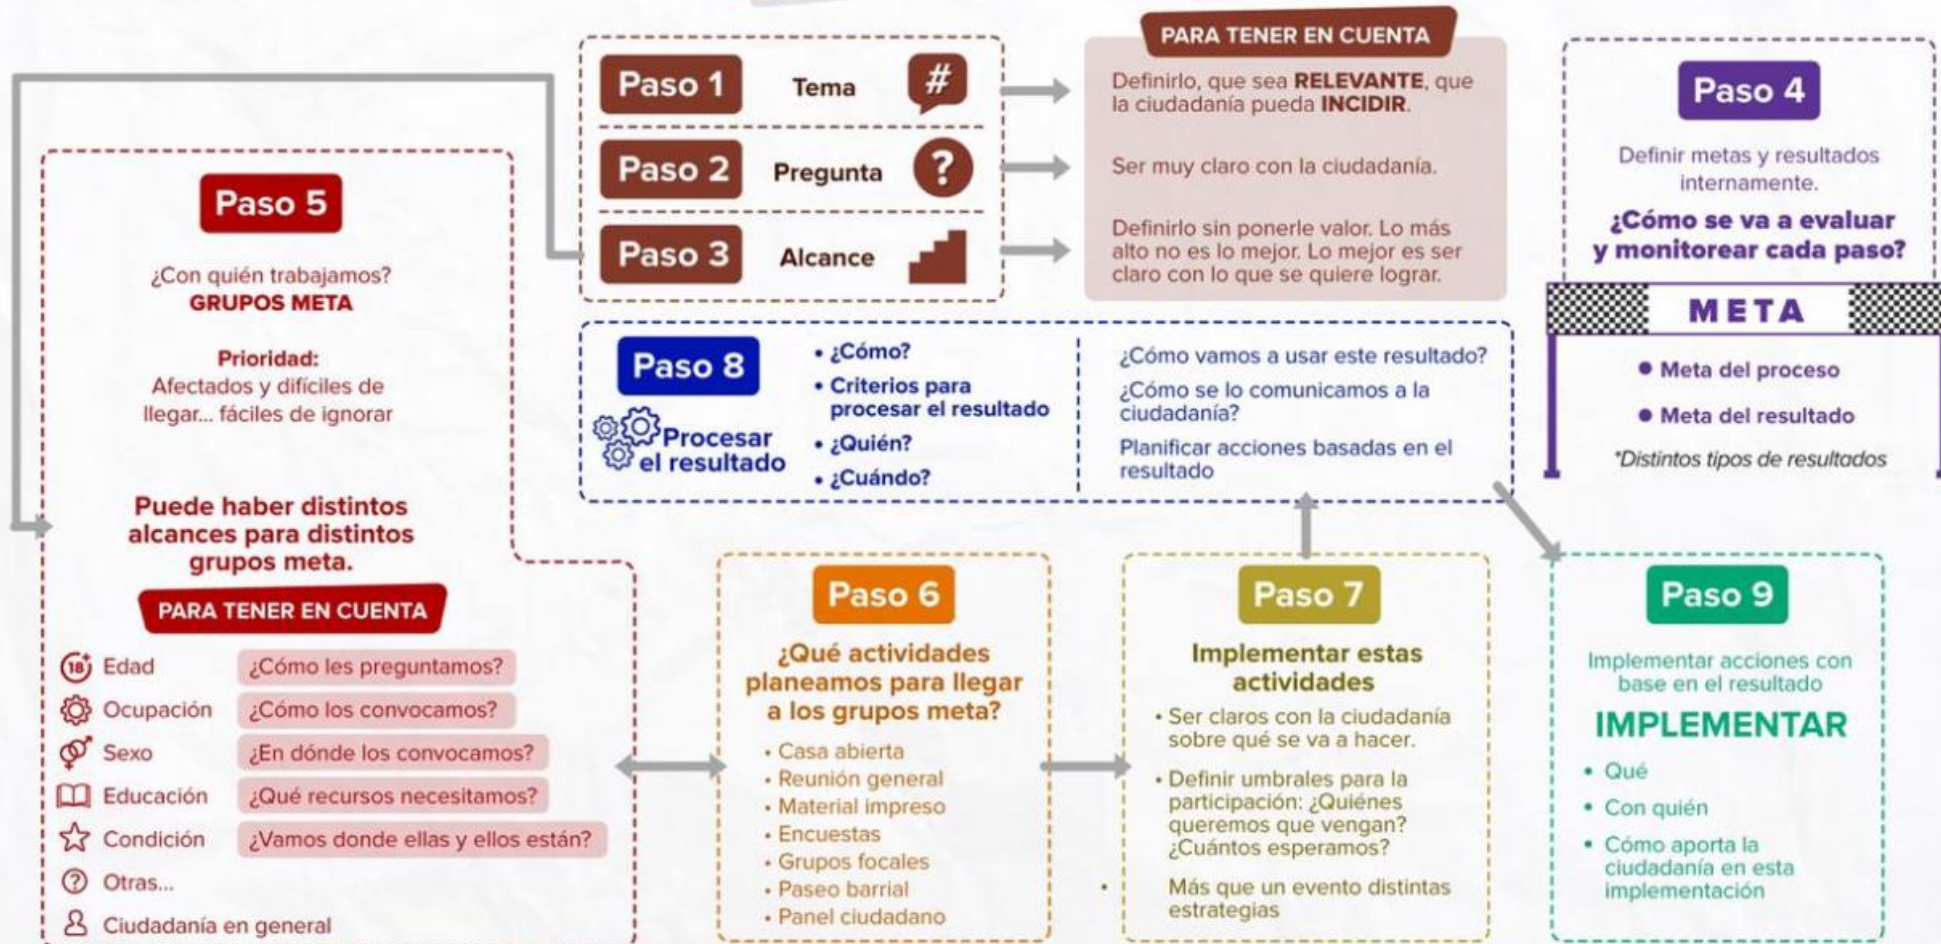 Paso 1
Tema
#
Paso 2
Pregunta
?
Paso 3
Alcance
PARA TENER EN CUENTA
Definirlo, que sea RELEVANTE, que
la ciudadanía pueda INCIDIR.
Ser muy claro con la ciudadanía.
Definirlo sin ponerle valor. Lo más
alto no es lo mejor. Lo mejor es ser
claro con lo que se quiere lograr.
Paso 4
Definir metas y resultados
internamente.
¿Cómo se va a evaluar
y monitorear cada paso?
META
• Meta del proceso
• Meta del resultado
*Distintos tipos de resultados
Paso 5
¿Con quién trabajamos?
GRUPOS META
Prioridad:
Afectados y difíciles de
llegar... fáciles de ignorar
Puede haber distintos
alcances para distintos
grupos meta.
PARA TENER EN CUENTA
18+ Edad
¿Cómo les preguntamos?
Ocupación
¿Cómo los convocamos?
Sexo
¿En dónde los convocamos?
Educación
¿Qué recursos necesitamos?
Condición
¿Vamos donde ellas y ellos están?
? Otras...
Ciudadanía en general
Paso 6
¿Qué actividades
planeamos para llegar
a los grupos meta?
• Casa abierta
• Reunión general
• Material impreso
• Encuestas
• Grupos focales
• Paseo barrial
• Panel ciudadano
Paso 7
Implementar estas
actividades
• Ser claros con la ciudadanía
sobre qué se va a hacer.
• Definir umbrales para la
participación: ¿Quiénes
queremos que vengan?
¿Cuántos esperamos?
• Más que un evento distintas
estrategias
Paso 8
Procesar
el resultado
• ¿Cómo?
• Criterios para
procesar el resultado
• ¿Quién?
• ¿Cuándo?
¿Cómo vamos a usar este resultado?
¿Cómo se lo comunicamos a la
ciudadanía?
Planificar acciones basadas en el
resultado
Paso 9
Implementar acciones con
base en el resultado
IMPLEMENTAR
• Qué
• Con quién
• Cómo aporta la
ciudadanía en esta
implementación